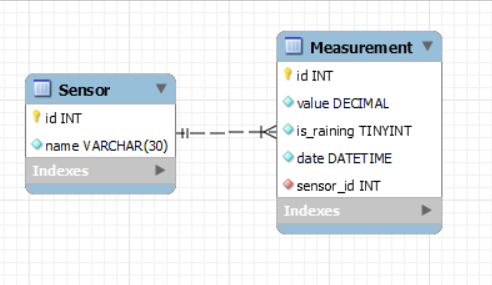 Sensor
id INT
name VARCHAR(30)
Indexes
Measurement
id INT
value DECIMAL
is_raining TINYINT
date DATETIME
sensor_id INT
Indexes